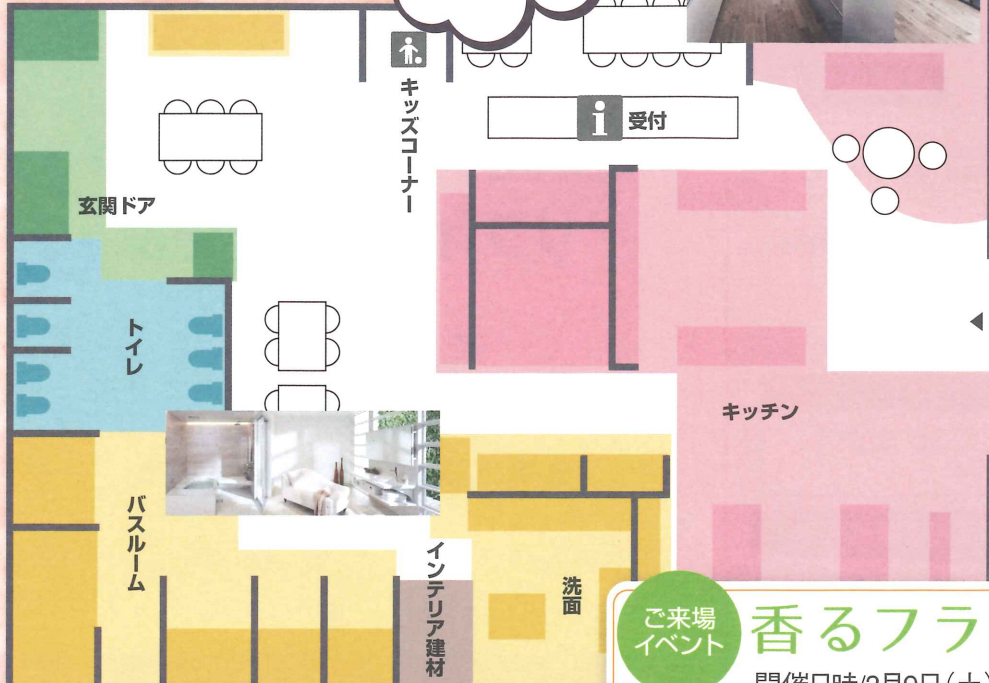 キッズコーナー
i 受付
玄関ドア
トイレ
キッチン
バスルーム
インテリア建材
洗面
ご来場
イベント
香るフラ